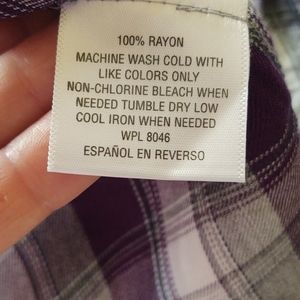 100% RAYON
MACHINE WASH COLD WITH
LIKE COLORS ONLY
NON-CHLORINE BLEACH WHEN
NEEDED TUMBLE DRY LOW
COOL IRON WHEN NEEDED
WPL 8046
ESPAÑOL EN REVERSO